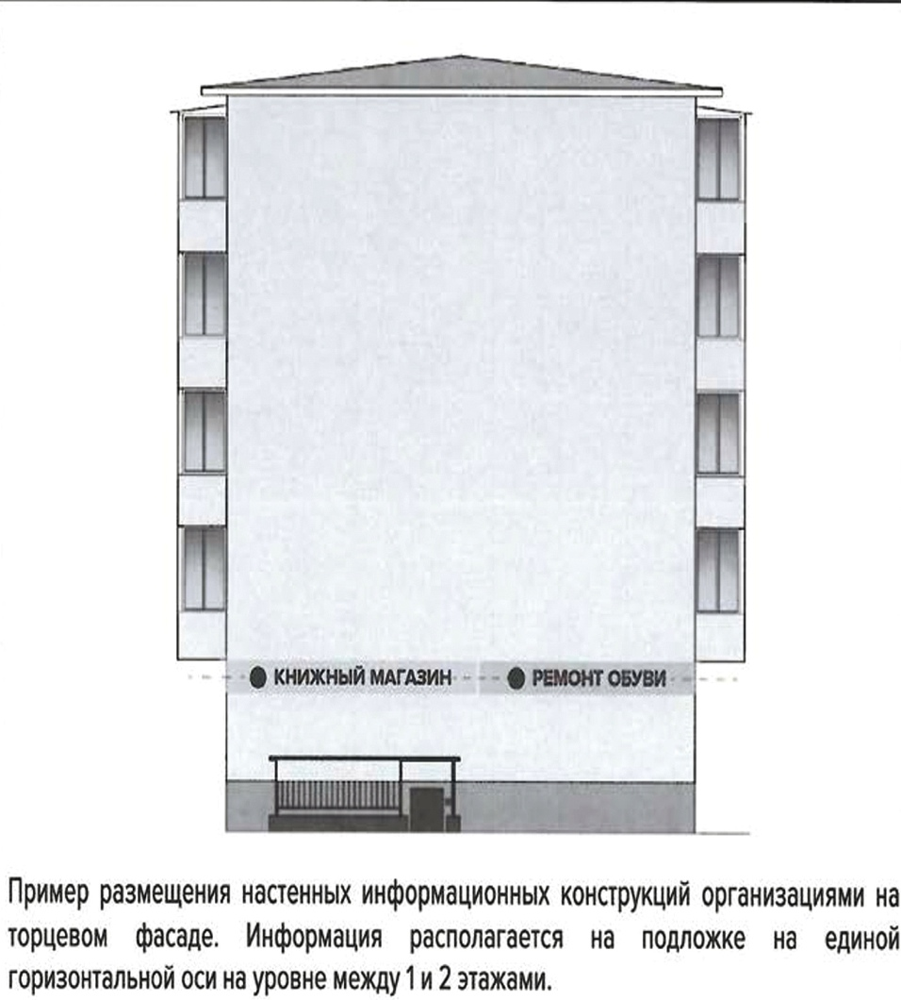 КНИЖНЫЙ МАГАЗИН
РЕМОНТ ОБУВИ
Пример размещения настенных информационных конструкций организациями на
торцевом фасаде. Информация располагается на подложке на единой
горизонтальной оси на уровне между 1 и 2 этажами.